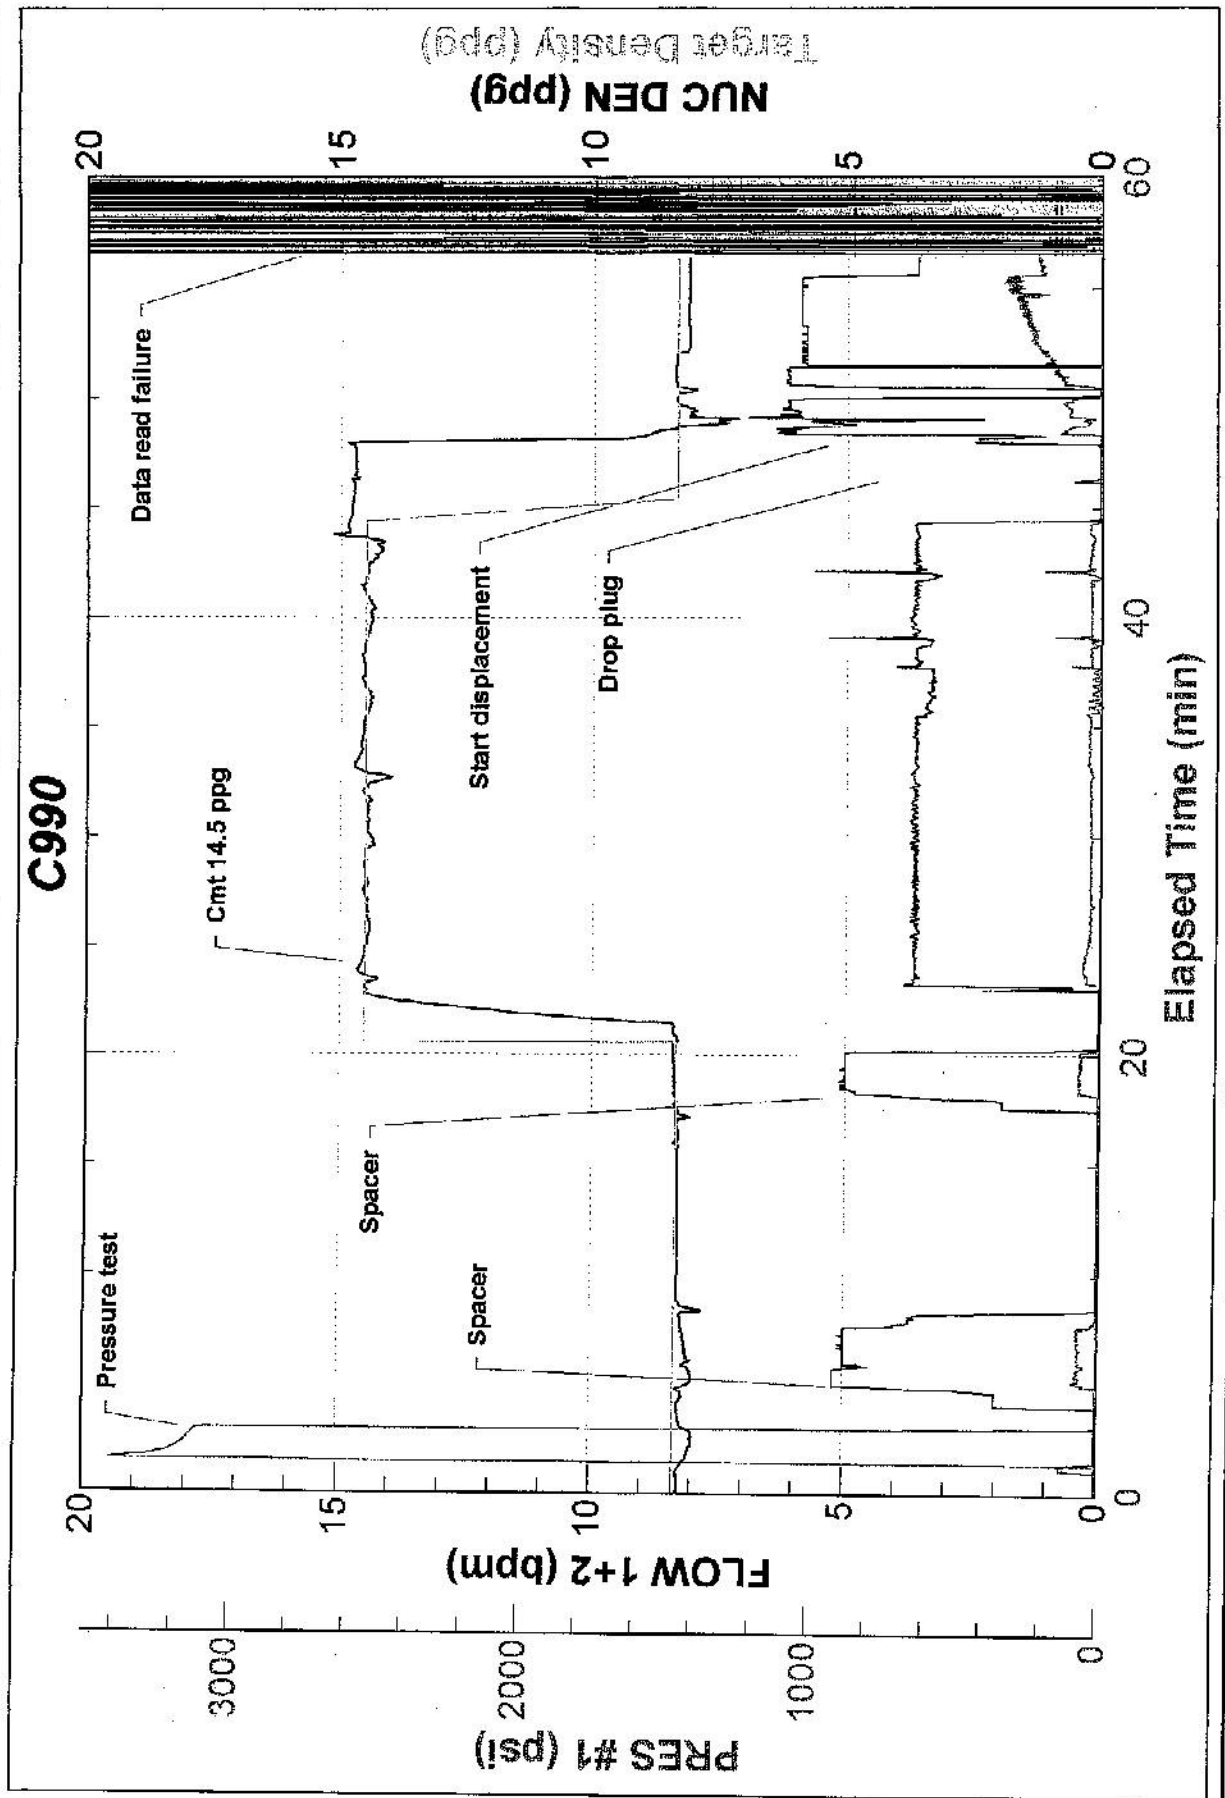 C990
PRES #1 (psi)
3000
2000
1000
0
FLOW 1+2 (bpm)
20
15
10
5
0
Pressure test
Spacer
Spacer
Cmt 14.5 ppg
Start displacement
Drop plug
Data read failure
20
15
10
5
0
NUC DEN (ppg)
Target Density (ppg)
0
20
40
60
Elapsed Time (min)